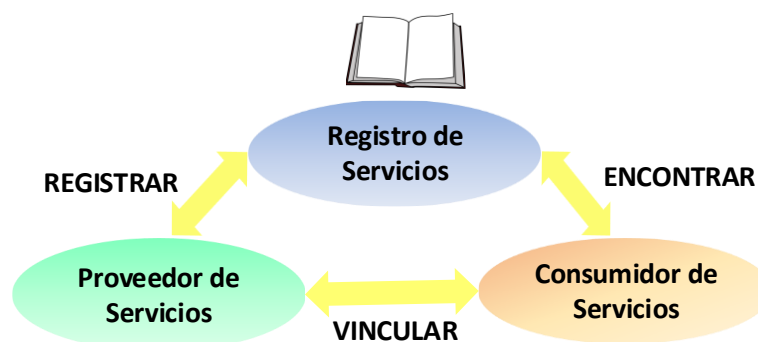 Registro de
Servicios
REGISTRAR
ENCONTRAR
Proveedor de
Servicios
Consumidor de
Servicios
VINCULAR